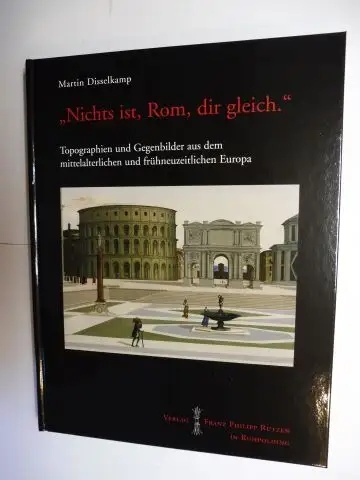 Martin Disselkamp
„Nichts ist, Rom, dir gleich.“
Topographien und Gegenbilder aus dem
mittelalterlichen und frühneuzeitlichen Europa
Verlag Franz Philipp Rutzen
in Ruhpolding